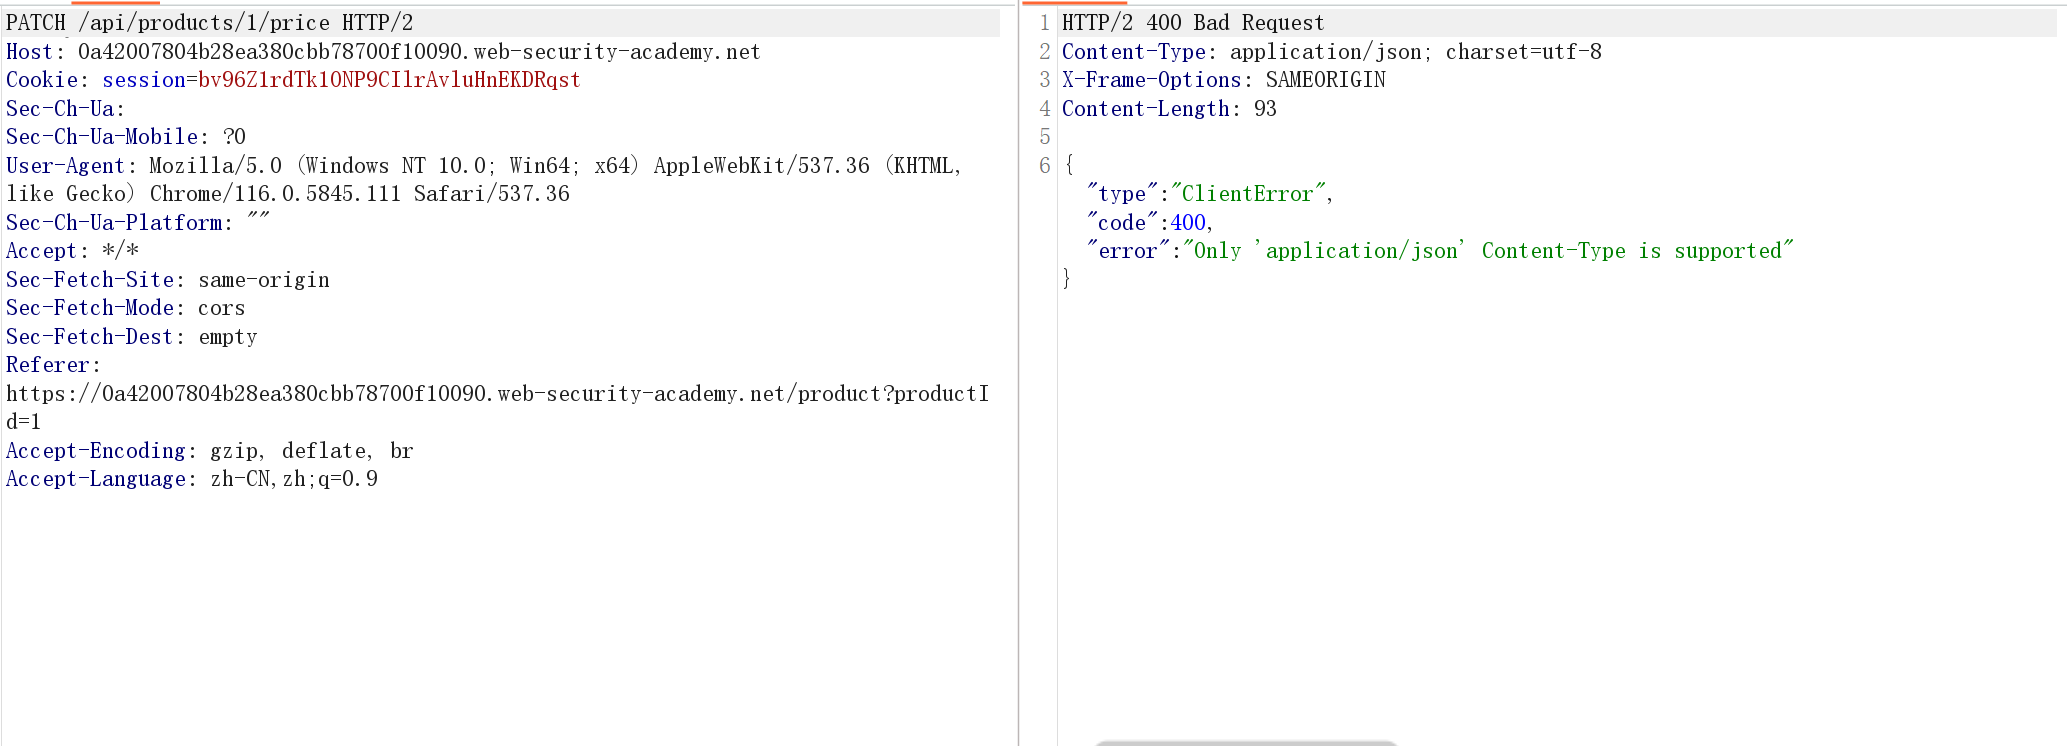 PATCH /api/products/1/price HTTP/2
Host: 0a42007804b28ea380cbb78700f10090.web-security-academy.net
Cookie: session=bv96Z1rdTk10NP9CIlrAvluHnEKDRqst
Sec-Ch-Ua:
Sec-Ch-Ua-Mobile: ?0
User-Agent: Mozilla/5.0 (Windows NT 10.0; Win64; x64) AppleWebKit/537.36 (KHTML,
like Gecko) Chrome/116.0.5845.111 Safari/537.36
Sec-Ch-Ua-Platform: ""
Accept: */*
Sec-Fetch-Site: same-origin
Sec-Fetch-Mode: cors
Sec-Fetch-Dest: empty
Referer:
https://0a42007804b28ea380cbb78700f10090.web-security-academy.net/product?productI
d=1
Accept-Encoding: gzip, deflate, br
Accept-Language: zh-CN,zh;q=0.9
1 HTTP/2 400 Bad Request
2 Content-Type: application/json; charset=utf-8
3 X-Frame-Options: SAMEORIGIN
4 Content-Length: 93
5
6 {
"type":"ClientError",
"code":400,
"error":"Only 'application/json' Content-Type is supported"
}